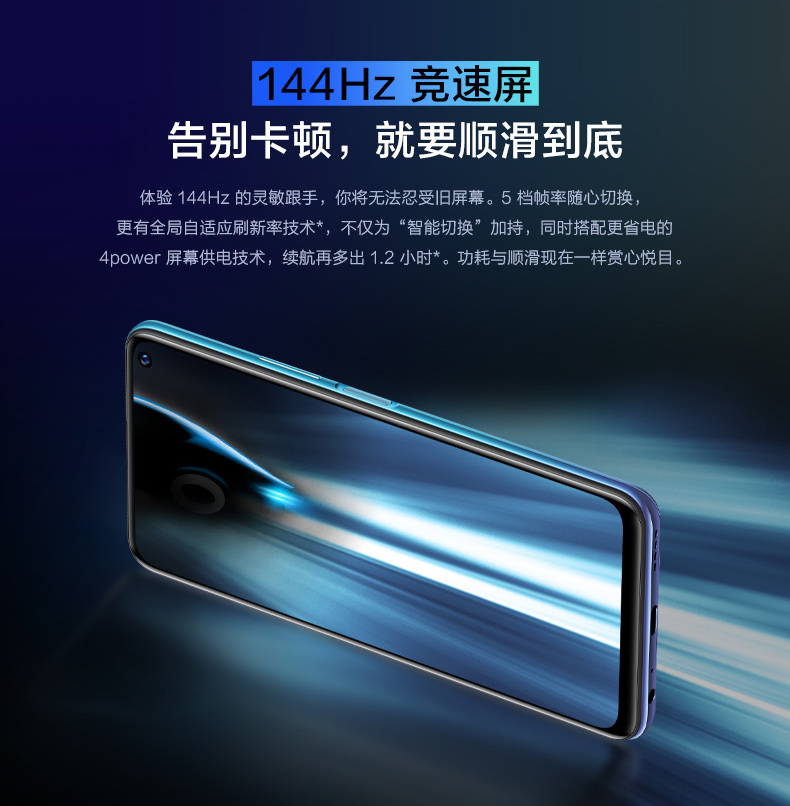 144Hz 竞速屏
告别卡顿，就要顺滑到底
体验 144Hz 的灵敏跟手，你将无法忍受旧屏幕。5 档帧率随心切换，
更有全局自适应刷新率技术*，不仅为“智能切换”加持，同时搭配更省电的
4power 屏幕供电技术，续航再多出 1.2 小时*。功耗与顺滑现在一样赏心悦目。